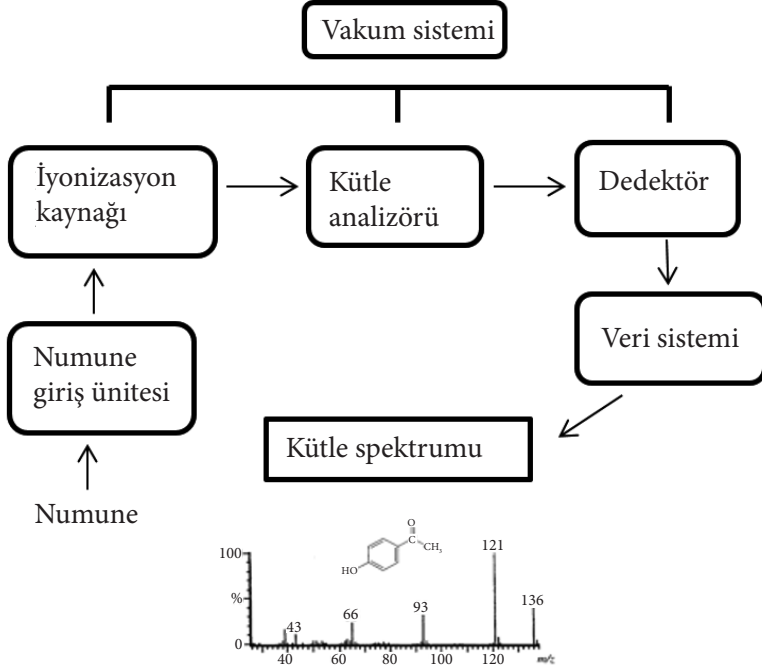 Vakum sistemi
İyonizasyon
kaynağı
Kütle
analizörü
Dedektör
Numune
giriş ünitesi
Veri sistemi
Kütle spektrumu
Numune
O
C
CH₃
HO
100
%
0
43
66
93
121
136
40
60
80
100
120
m/z